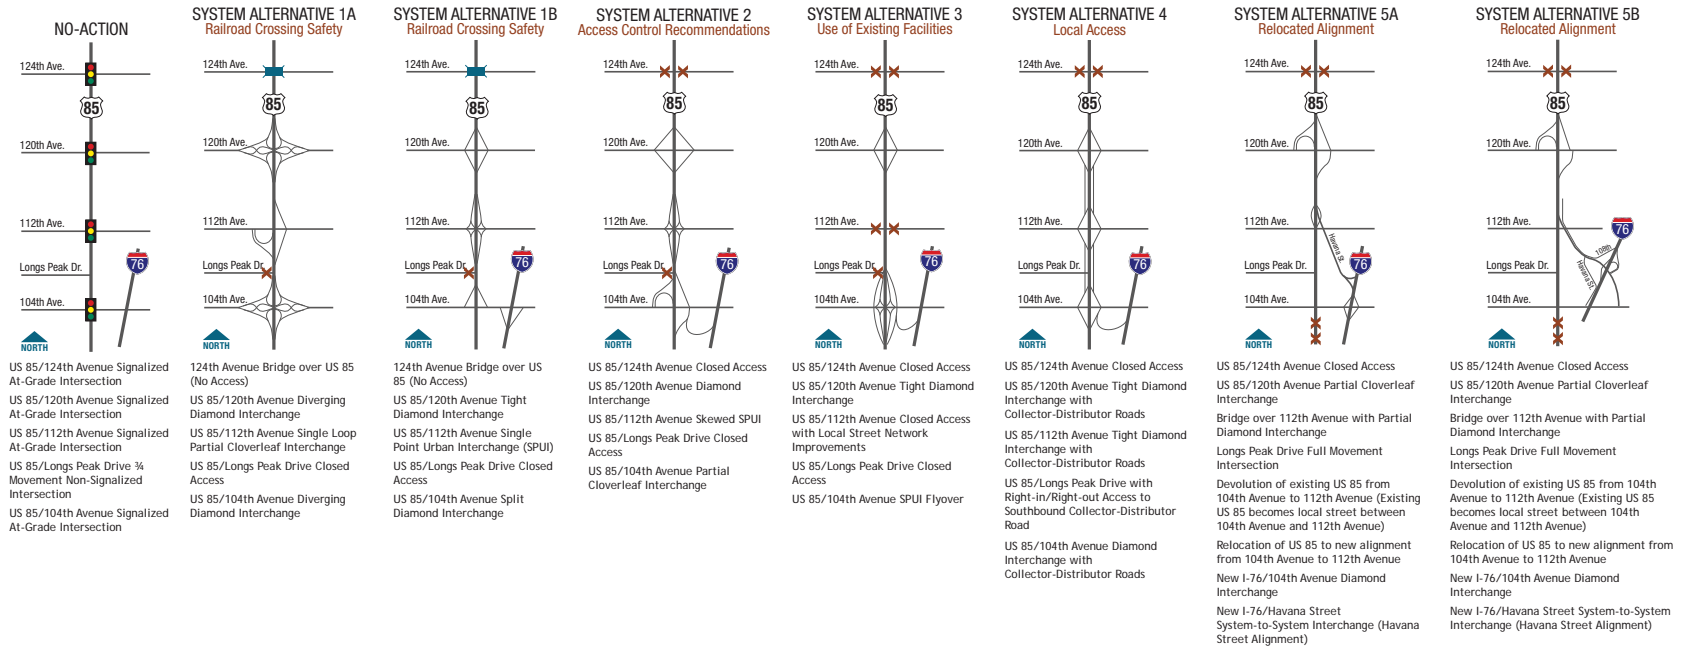 NO-ACTION
124th Ave.
85
120th Ave.
112th Ave.
Longs Peak Dr.
76
104th Ave.
NORTH
US 85/124th Avenue Signalized
At-Grade Intersection
US 85/120th Avenue Signalized
At-Grade Intersection
US 85/112th Avenue Signalized
At-Grade Intersection
US 85/Longs Peak Drive ¾
Movement Non-Signalized
Intersection
US 85/104th Avenue Signalized
At-Grade Intersection
SYSTEM ALTERNATIVE 1A
Railroad Crossing Safety
124th Ave.
85
120th Ave.
112th Ave.
Longs Peak Dr.
104th Ave.
NORTH
124th Avenue Bridge over US 85
(No Access)
US 85/120th Avenue Diverging
Diamond Interchange
US 85/112th Avenue Single Loop
Partial Cloverleaf Interchange
US 85/Longs Peak Drive Closed
Access
US 85/104th Avenue Diverging
Diamond Interchange
SYSTEM ALTERNATIVE 1B
Railroad Crossing Safety
124th Ave.
85
120th Ave.
112th Ave.
Longs Peak Dr.
76
104th Ave.
NORTH
124th Avenue Bridge over US
85 (No Access)
US 85/120th Avenue Tight
Diamond Interchange
US 85/112th Avenue Single
Point Urban Interchange (SPUI)
US 85/Longs Peak Drive Closed
Access
US 85/104th Avenue Split
Diamond Interchange
SYSTEM ALTERNATIVE 2
Access Control Recommendations
124th Ave.
85
120th Ave.
112th Ave.
Longs Peak Dr.
76
104th Ave.
NORTH
US 85/124th Avenue Closed Access
US 85/120th Avenue Diamond
Interchange
US 85/112th Avenue Skewed SPUI
US 85/Longs Peak Drive Closed
Access
US 85/104th Avenue Partial
Cloverleaf Interchange
SYSTEM ALTERNATIVE 3
Use of Existing Facilities
124th Ave.
85
120th Ave.
112th Ave.
Longs Peak Dr.
76
104th Ave.
NORTH
US 85/124th Avenue Closed Access
US 85/120th Avenue Tight Diamond
Interchange
US 85/112th Avenue Closed Access
with Local Street Network
Improvements
US 85/Longs Peak Drive Closed
Access
US 85/104th Avenue SPUI Flyover
SYSTEM ALTERNATIVE 4
Local Access
124th Ave.
85
120th Ave.
112th Ave.
Longs Peak Dr.
76
104th Ave.
NORTH
US 85/124th Avenue Closed Access
US 85/120th Avenue Tight Diamond
Interchange with
Collector-Distributor Roads
US 85/112th Avenue Tight Diamond
Interchange with
Collector-Distributor Roads
US 85/Longs Peak Drive with
Right-in/Right-out Access to
Southbound Collector-Distributor
Road
US 85/104th Avenue Diamond
Interchange with
Collector-Distributor Roads
SYSTEM ALTERNATIVE 5A
Relocated Alignment
124th Ave.
85
120th Ave.
112th Ave.
Havana St.
Longs Peak Dr.
76
104th Ave.
NORTH
US 85/124th Avenue Closed Access
US 85/120th Avenue Partial Cloverleaf
Interchange
Bridge over 112th Avenue with Partial
Diamond Interchange
Longs Peak Drive Full Movement
Intersection
Devolution of existing US 85 from
104th Avenue to 112th Avenue (Existing
US 85 becomes local street between
104th Avenue and 112th Avenue)
Relocation of US 85 to new alignment
from 104th Avenue to 112th Avenue
New I-76/104th Avenue Diamond
Interchange
New I-76/Havana Street
System-to-System Interchange (Havana
Street Alignment)
SYSTEM ALTERNATIVE 5B
Relocated Alignment
124th Ave.
85
120th Ave.
112th Ave.
76
108th
Longs Peak Dr.
Havana St.
104th Ave.
NORTH
US 85/124th Avenue Closed Access
US 85/120th Avenue Partial Cloverleaf
Interchange
Bridge over 112th Avenue with Partial
Diamond Interchange
Longs Peak Drive Full Movement
Intersection
Devolution of existing US 85 from 104th
Avenue to 112th Avenue (Existing US 85
becomes local street between 104th
Avenue and 112th Avenue)
Relocation of US 85 to new alignment from
104th Avenue to 112th Avenue
New I-76/104th Avenue Diamond
Interchange
New I-76/Havana Street System-to-System
Interchange (Havana Street Alignment)